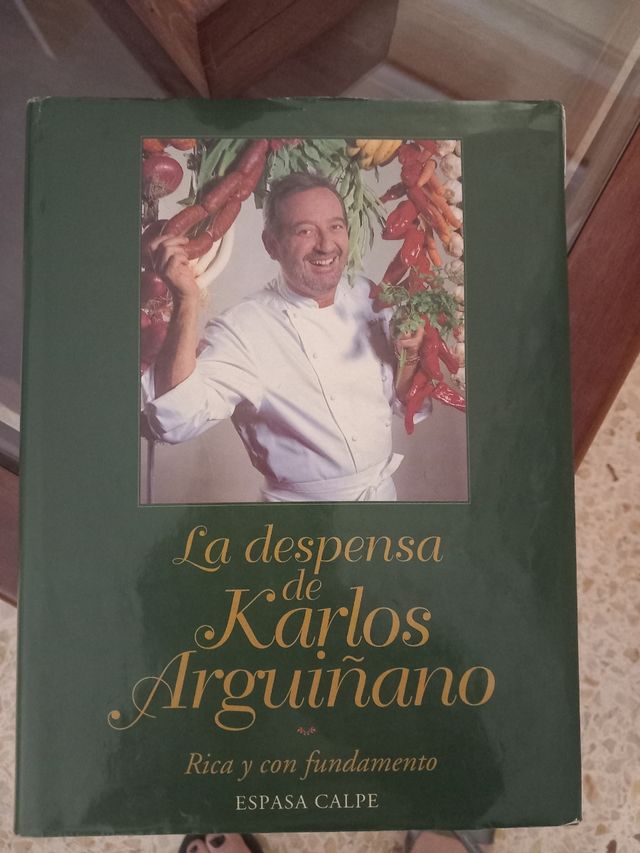 La despensa
de
Karlos
Arguiñano
Rica y con fundamento
ESPASA CALPE